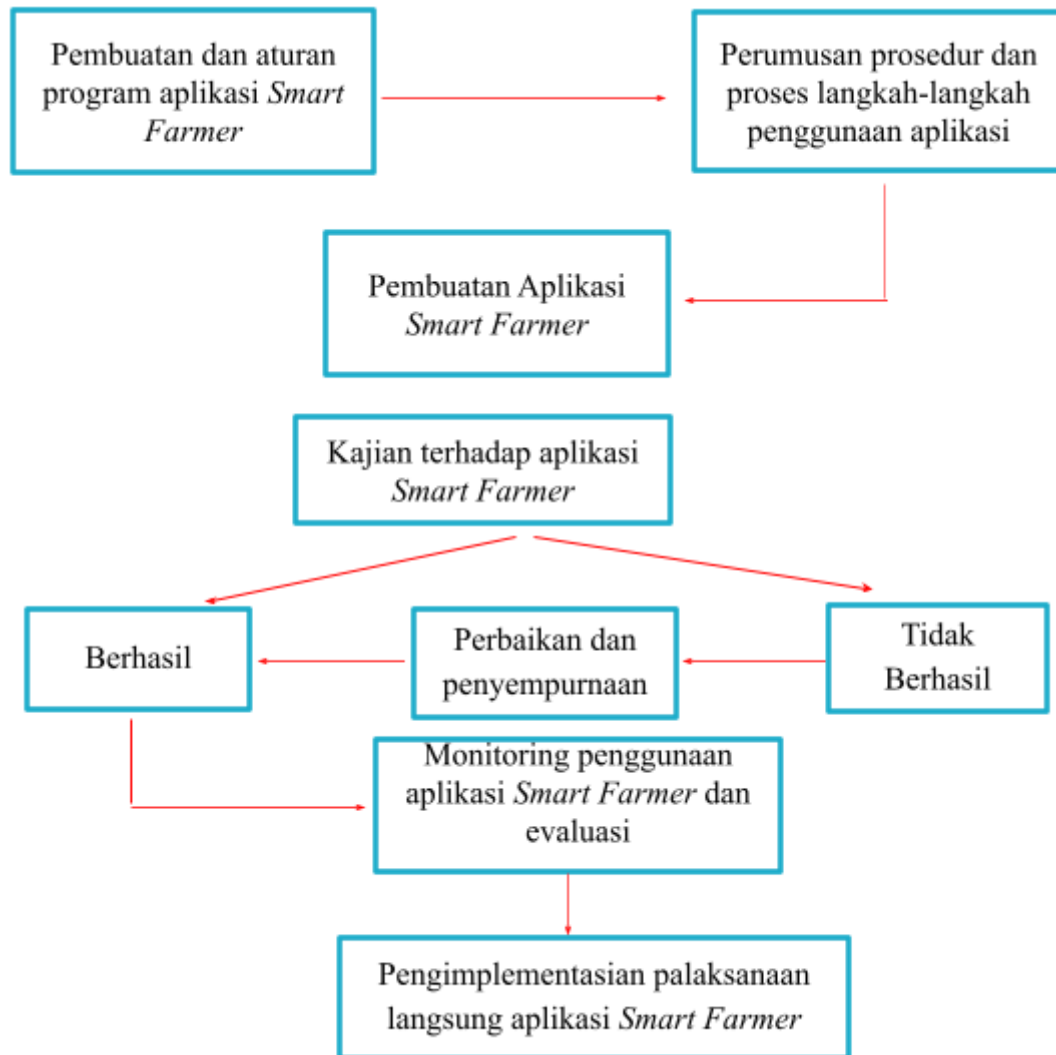 Pembuatan dan aturan
program aplikasi Smart
Farmer
Perumusan prosedur dan
proses langkah-langkah
penggunaan aplikasi
Pembuatan Aplikasi
Smart Farmer
Kajian terhadap aplikasi
Smart Farmer
Berhasil
Perbaikan dan
penyempurnaan
Tidak
Berhasil
Monitoring penggunaan
aplikasi Smart Farmer dan
evaluasi
Pengimplementasian palaksanaan
langsung aplikasi Smart Farmer